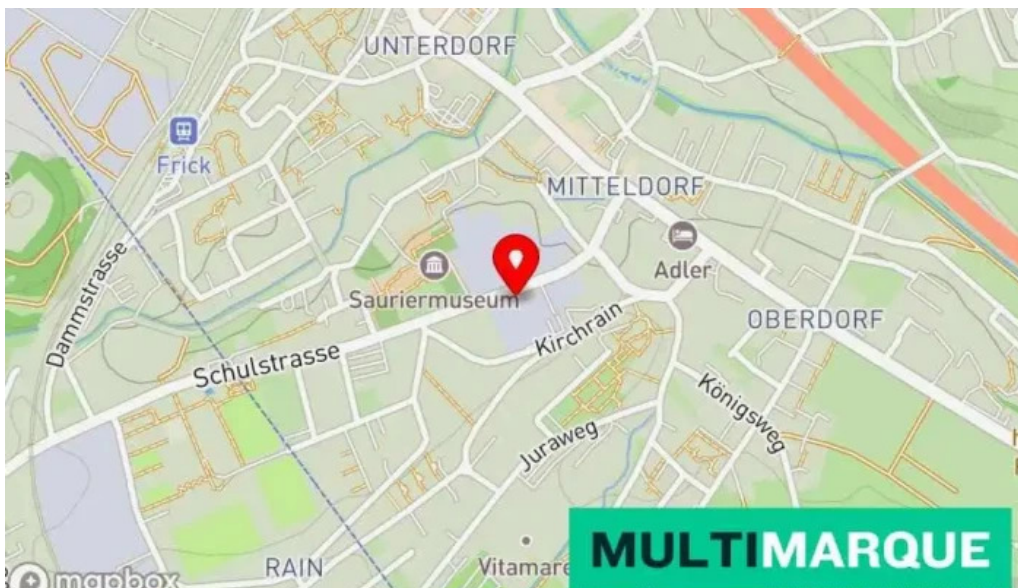 UNTERDORF
Frick
MITTELDORF
Adler
Sauriermuseum
Dammstrasse
OBERDORF
Kirchrain
Schulstrasse
Königsweg
Juraweg
RAIN
Vitamare
mapbox
MULTIMARQUE